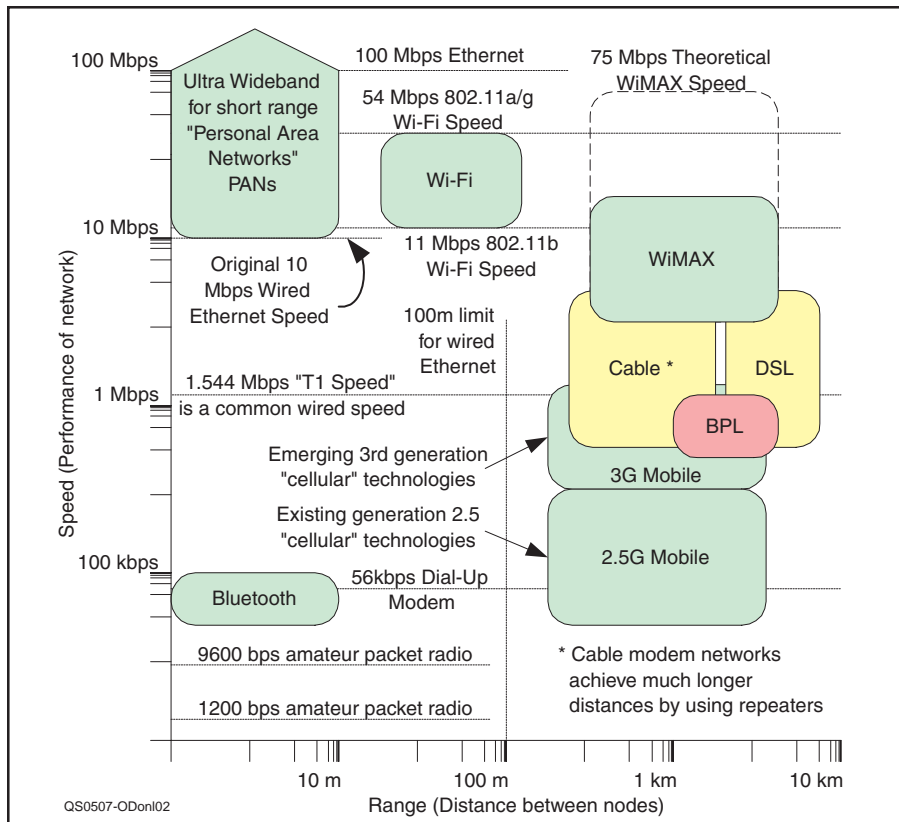 100 Mbps
10 Mbps
1 Mbps
100 kbps
Speed (Performance of network)
Ultra Wideband
for short range
"Personal Area
Networks"
PANs
100 Mbps Ethernet
54 Mbps 802.11a/g
Wi-Fi Speed
Wi-Fi
11 Mbps 802.11b
Wi-Fi Speed
75 Mbps Theoretical
WiMAX Speed
WiMAX
Original 10
Mbps Wired
Ethernet Speed
100m limit
for wired
Ethernet
Cable *
DSL
BPL
1.544 Mbps "T1 Speed"
is a common wired speed
Emerging 3rd generation
"cellular" technologies
3G Mobile
Existing generation 2.5
"cellular" technologies
2.5G Mobile
Bluetooth
56kbps Dial-Up
Modem
9600 bps amateur packet radio
1200 bps amateur packet radio
* Cable modem networks
achieve much longer
distances by using repeaters
10 m
100 m
1 km
10 km
Range (Distance between nodes)
QS0507-ODonl02